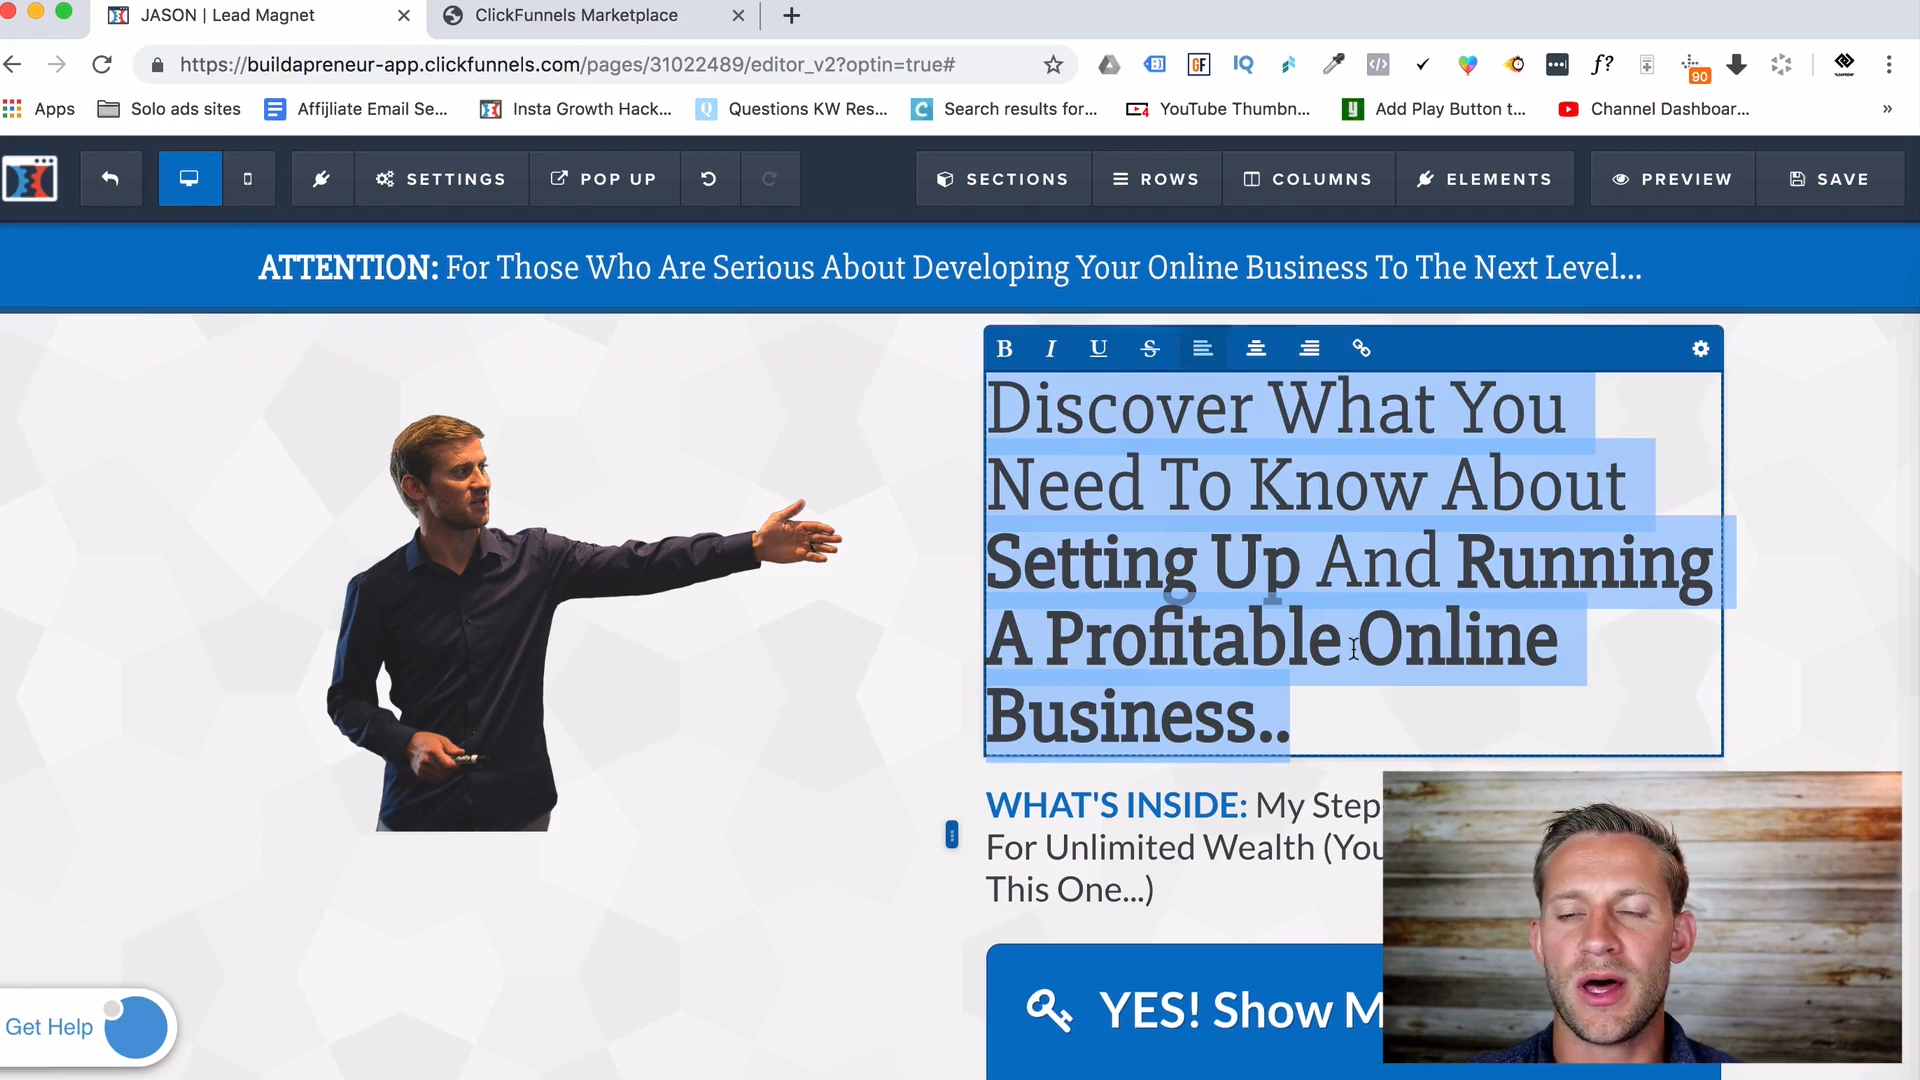 JASON | Lead Magnet
ClickFunnels Marketplace
https://buildapreneur-app.clickfunnels.com/pages/31022489/editor_v2?optin=true#
GF
IQ
f?
90
Apps
Solo ads sites
Affijliate Email Se...
Insta Growth Hack...
Questions KW Res...
Search results for...
YouTube Thumbn...
Add Play Button t...
Channel Dashboar...
»
SETTINGS
POP UP
SECTIONS
ROWS
COLUMNS
ELEMENTS
PREVIEW
SAVE
ATTENTION: For Those Who Are Serious About Developing Your Online Business To The Next Level...
B I U S
Discover What You
Need To Know About
Setting Up And Running
A Profitable Online
Business..
WHAT'S INSIDE: My Step
For Unlimited Wealth (You
This One...)
YES! Show M
Get Help